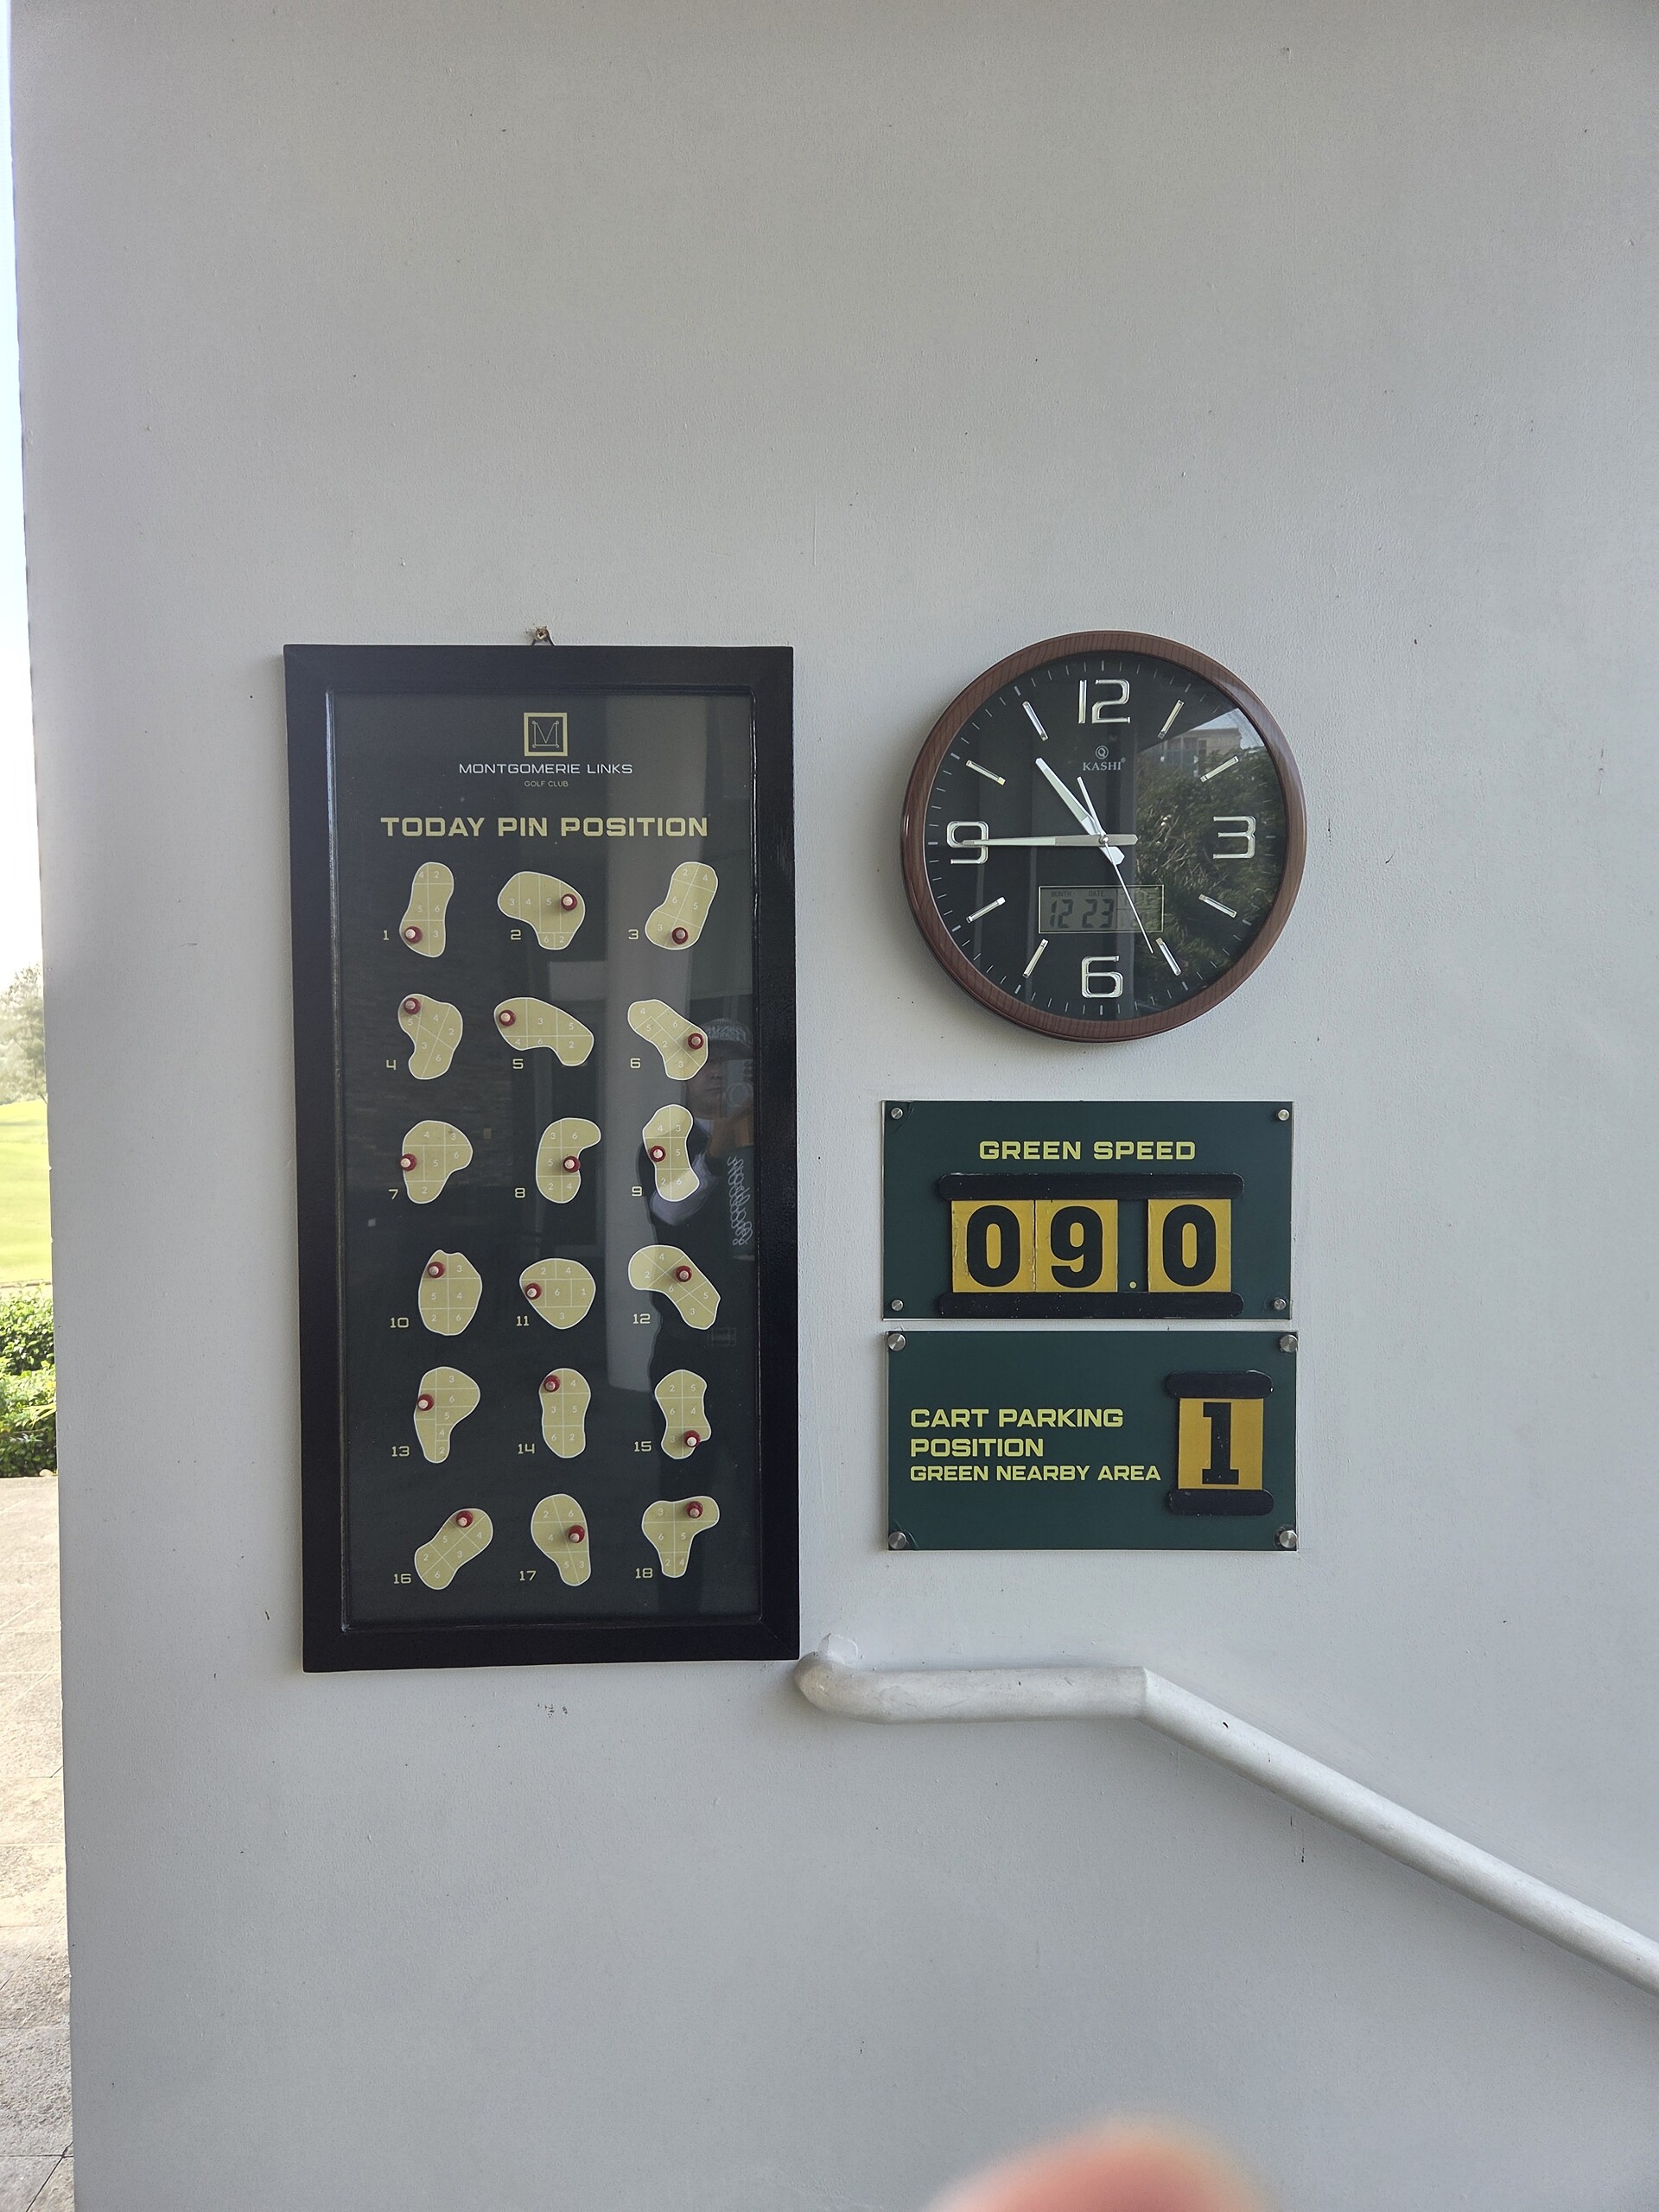 MONTGOMERIE LINKS
GOLF CLUB
TODAY PIN POSITION
1
2
3
4
5
6
7
8
9
10
11
12
13
14
15
16
17
18
12
9
3
6
KASHI
MONTH DATE
12 23
GREEN SPEED
09.0
CART PARKING
POSITION
GREEN NEARBY AREA
1